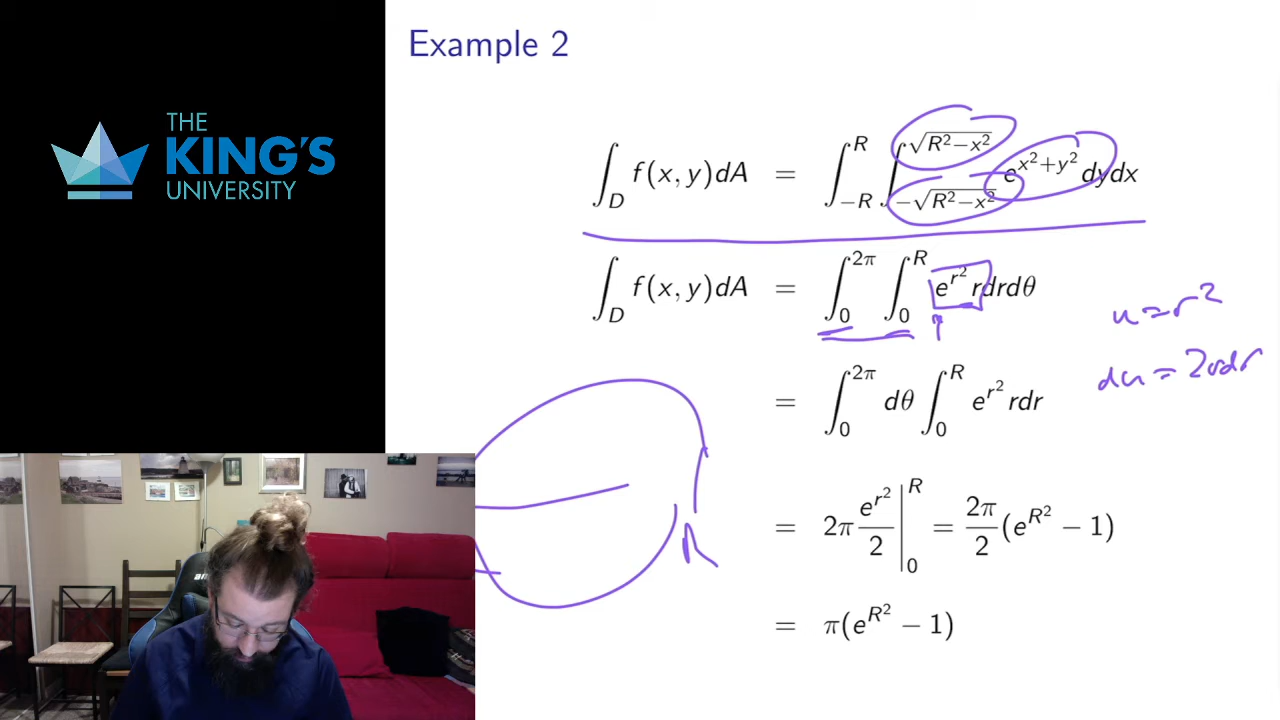 THE
KING'S
UNIVERSITY
Example 2
∫_D f(x, y)dA = ∫_{−R}^{R} ∫_{−√(R²−x²)}^{√(R²−x²)} e^{x²+y²} dydx
∫_D f(x, y)dA = ∫_0^{2π} ∫_0^R e^{r²} rdrdθ
u = r²
du = 2rdr
= ∫_0^{2π} dθ ∫_0^R e^{r²} rdr
= 2π e^{r²}/2 |_0^R = 2π/2 (e^{R²} − 1)
R
= π(e^{R²} − 1)